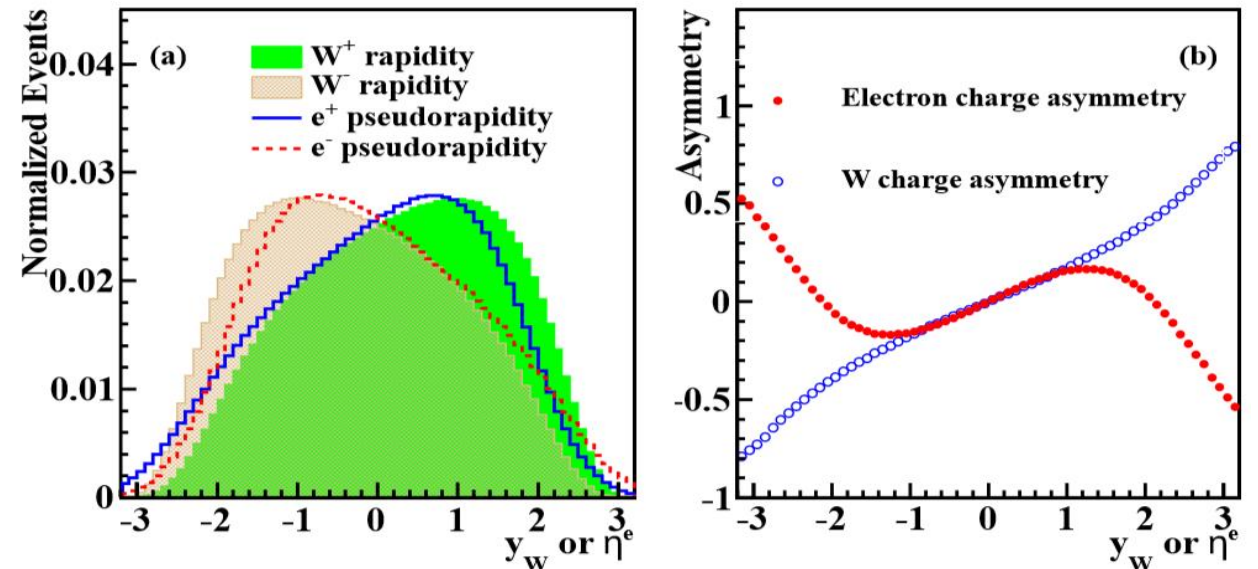 Normalized Events
0.04
0.03
0.02
0.01
0
(a)
W⁺ rapidity
W⁻ rapidity
e⁺ pseudorapidity
e⁻ pseudorapidity
-3 -2 -1 0 1 2 3
y_W or ηᵉ
Asymmetry
1
0.5
0
-0.5
-1
(b)
Electron charge asymmetry
W charge asymmetry
-3 -2 -1 0 1 2 3
y_W or ηᵉ